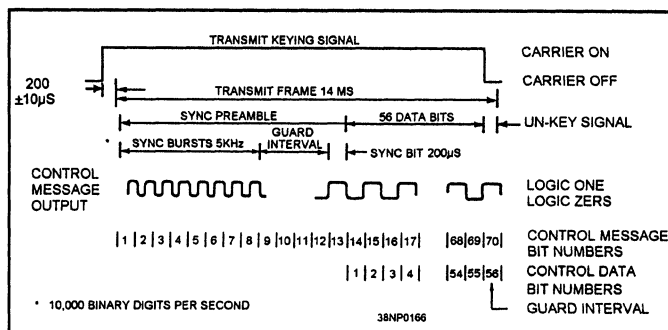 TRANSMIT KEYING SIGNAL
CARRIER ON
200
±10µS
TRANSMIT FRAME 14 MS
CARRIER OFF
SYNC PREAMBLE
56 DATA BITS
UN-KEY SIGNAL
* SYNC BURSTS 5KHz
GUARD
INTERVAL
SYNC BIT 200µS
CONTROL
MESSAGE
OUTPUT
LOGIC ONE
LOGIC ZERS
1 2 3 4 5 6 7 8 9 10 11 12 13 14 15 16 17 68 69 70
CONTROL MESSAGE
BIT NUMBERS
1 2 3 4 54 55 56
CONTROL DATA
BIT NUMBERS
GUARD INTERVAL
* 10,000 BINARY DIGITS PER SECOND
38NP0166